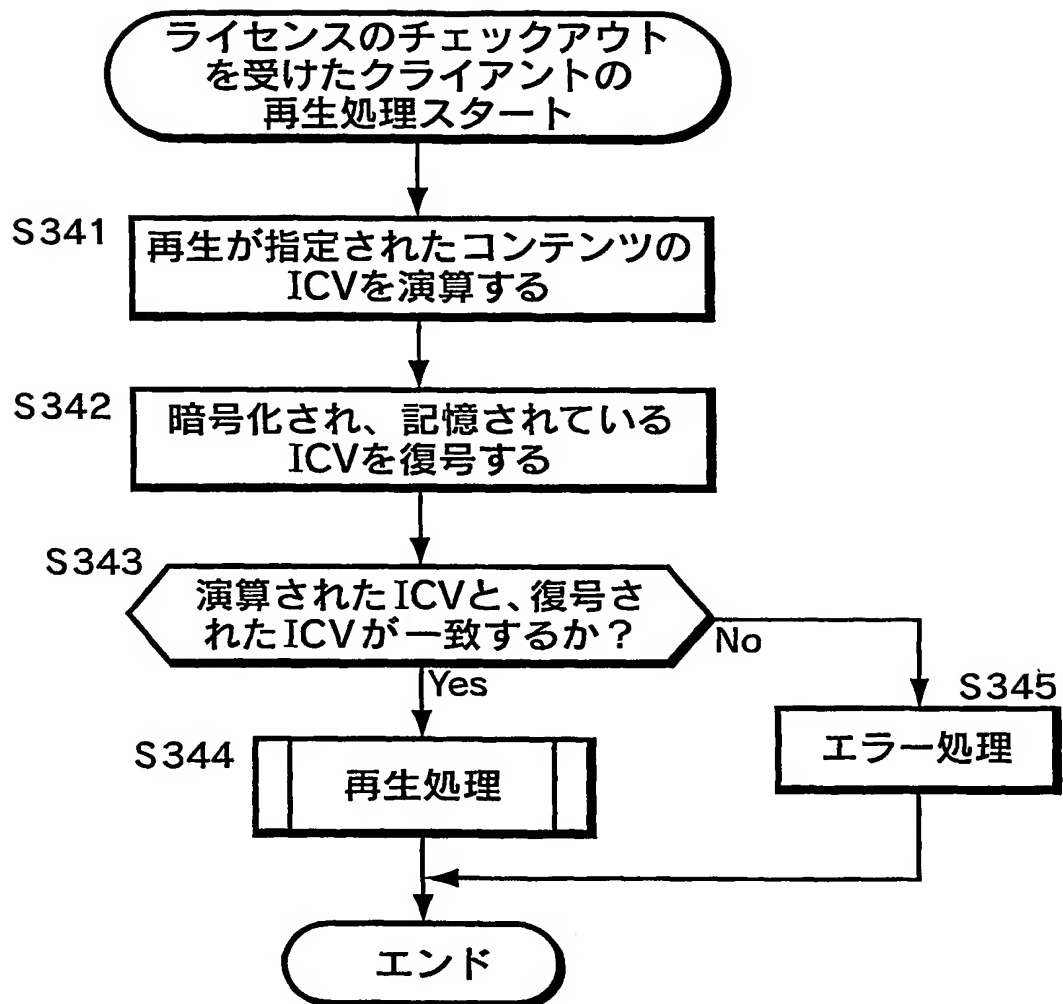 ライセンスのチェックアウト
を受けたクライアントの
再生処理スタート
S341
再生が指定されたコンテンツの
ICVを演算する
S342
暗号化され、記憶されている
ICVを復号する
S343
演算されたICVと、復号さ
れたICVが一致するか？
No
Yes
S345
エラー処理
S344
再生処理
エンド